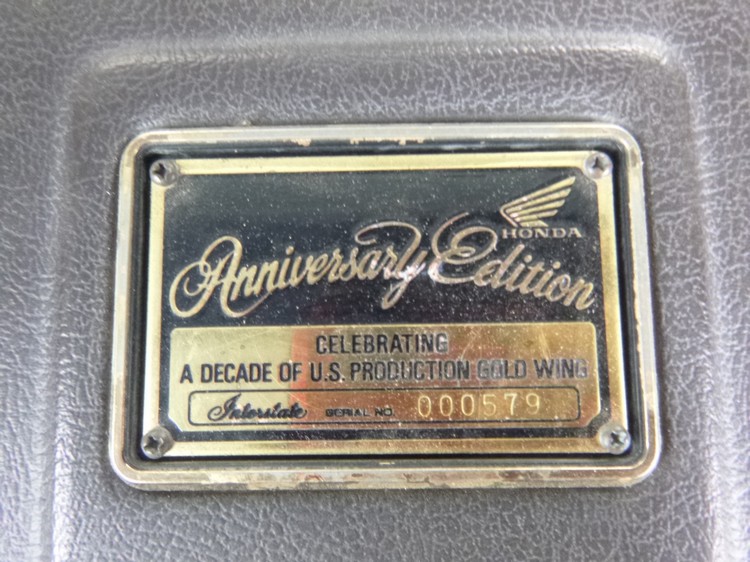 HONDA
Anniversary Edition
CELEBRATING
A DECADE OF U.S. PRODUCTION GOLD WING
Interstate SERIAL NO. 000579